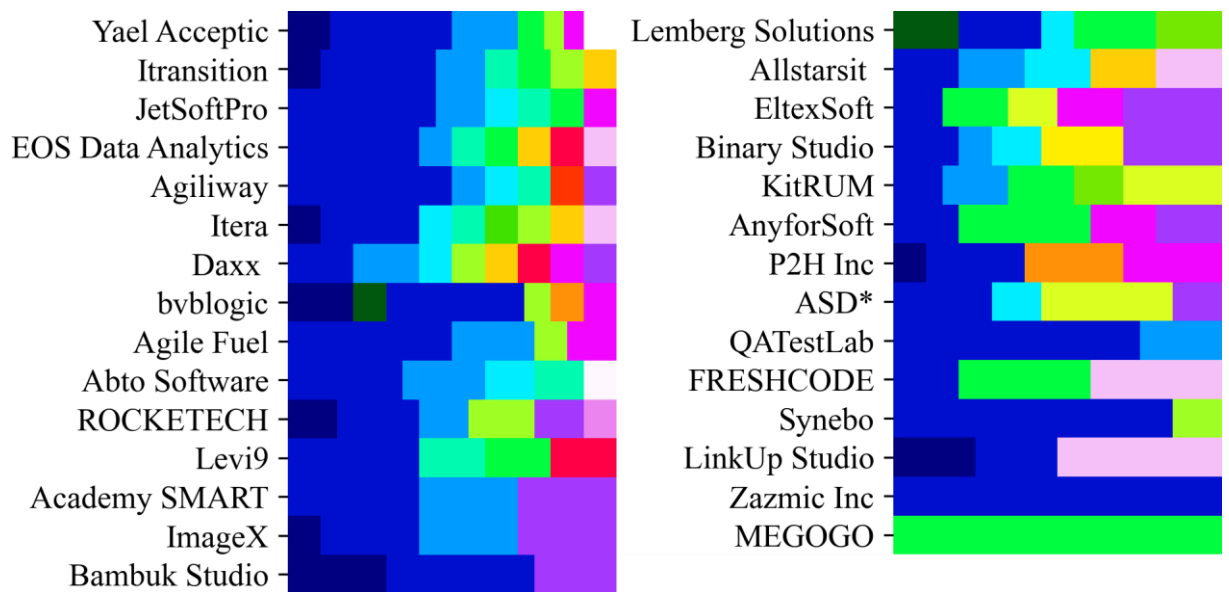 Yael Acceptic
Itransition
JetSoftPro
EOS Data Analytics
Agiliway
Itera
Daxx
bvblogic
Agile Fuel
Abto Software
ROCKETECH
Levi9
Academy SMART
ImageX
Bambuk Studio
Lemberg Solutions
Allstarsit
EltexSoft
Binary Studio
KitRUM
AnyforSoft
P2H Inc
ASD*
QATestLab
FRESHCODE
Synebo
LinkUp Studio
Zazmic Inc
MEGOGO